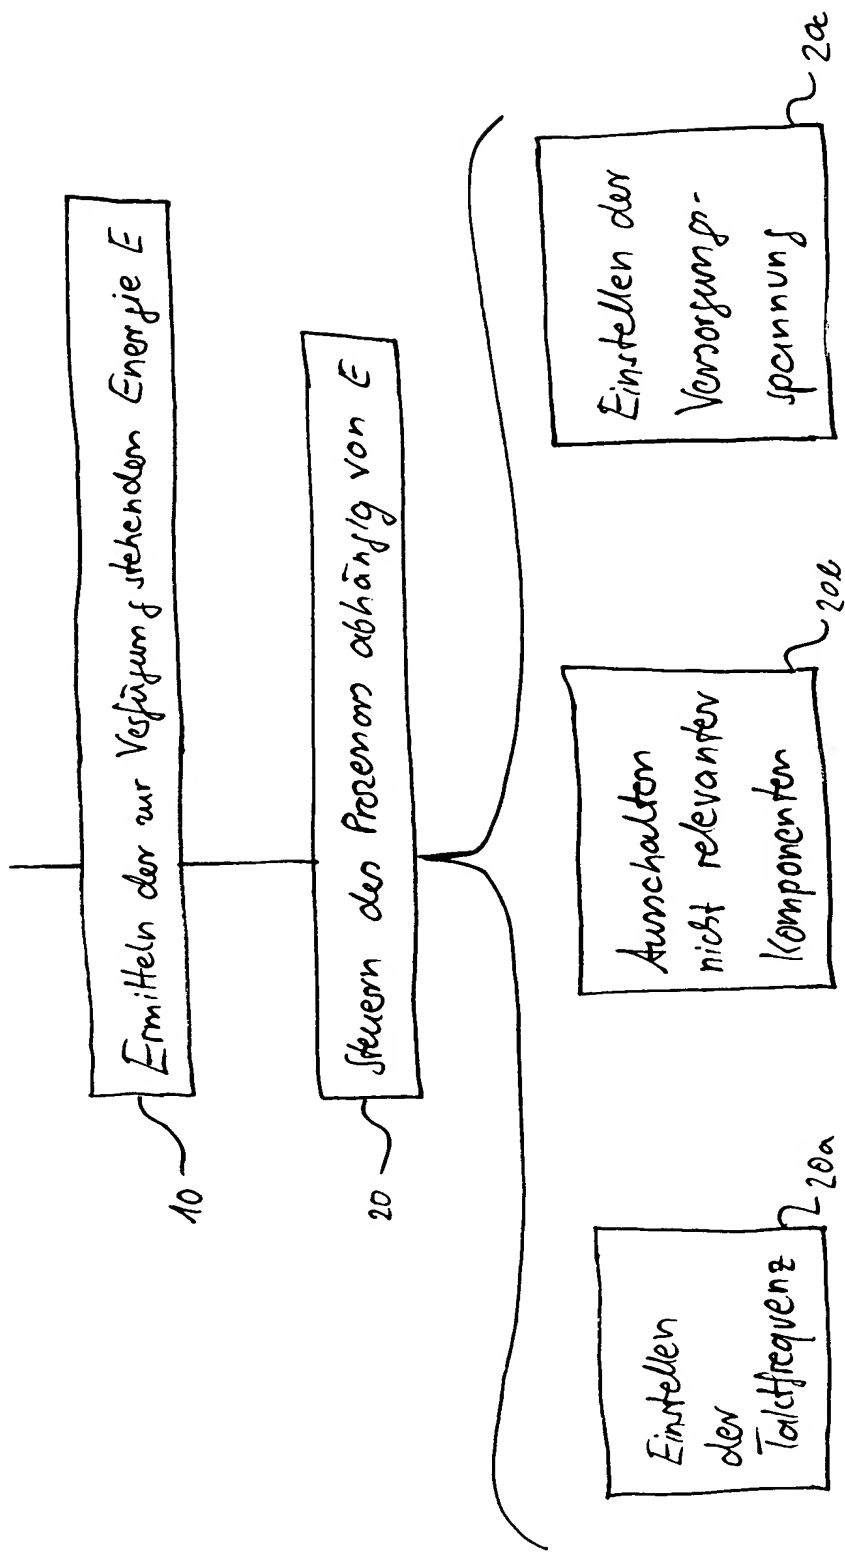 Ermitteln der zur Verfügung stehenden Energie E
10
Steuern des Prozessors abhängig von E
20
Einstellen
der
Taktfrequenz
20a
Ausschalten
nicht relevanter
Komponenten
20b
Einstellen der
Versorgungs-
spannung
20c